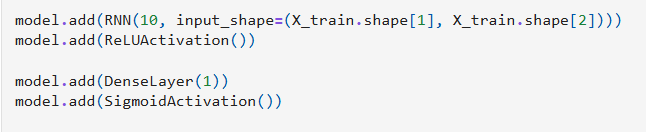 model.add(RNN(10, input_shape=(X_train.shape[1], X_train.shape[2])))
model.add(ReLUActivation())
model.add(DenseLayer(1))
model.add(SigmoidActivation())